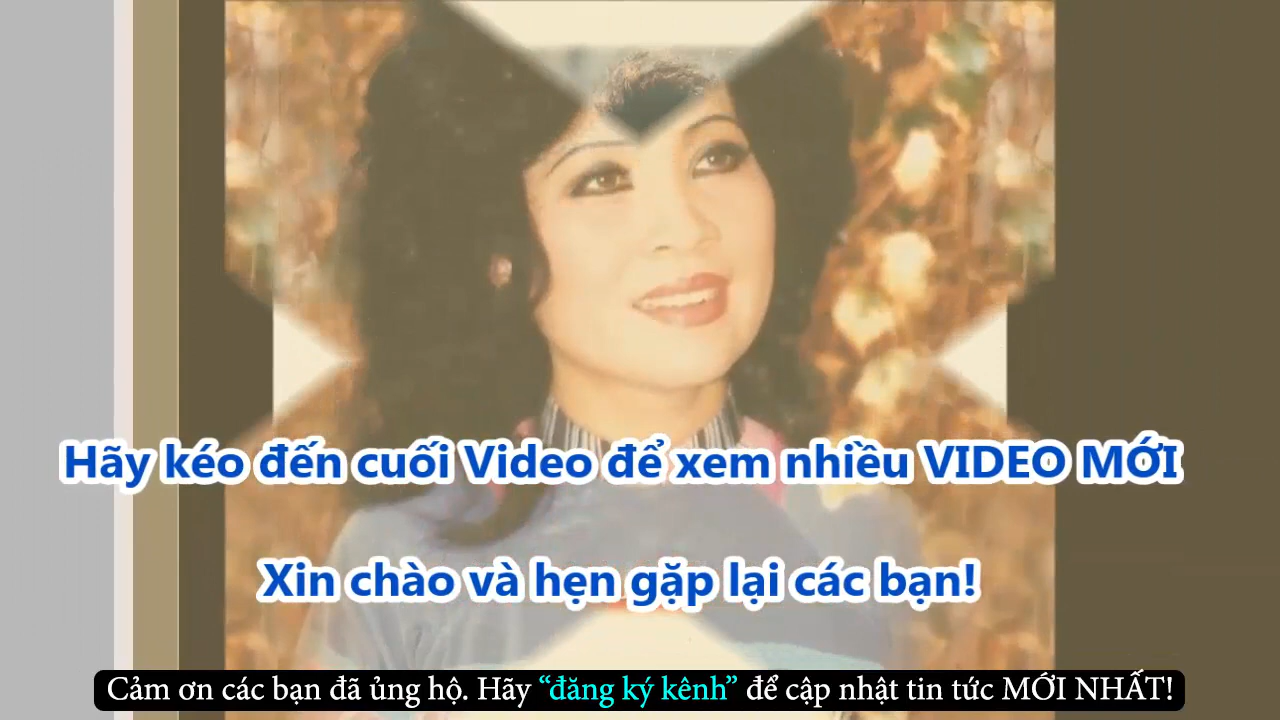 Hãy kéo đến cuối Video để xem nhiều VIDEO MỚI
Xin chào và hẹn gặp lại các bạn!
Cảm ơn các bạn đã ủng hộ. Hãy “đăng ký kênh” để cập nhật tin tức MỚI NHẤT!